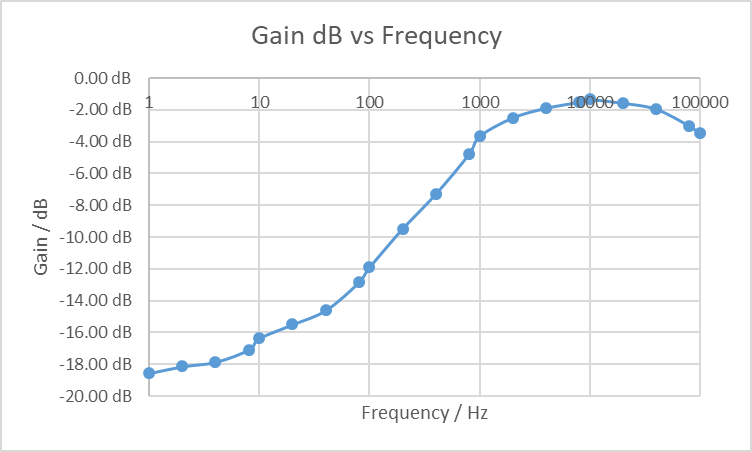 Gain dB vs Frequency
0.00 dB
1 10 100 1000 10000 100000
-2.00 dB
-4.00 dB
-6.00 dB
-8.00 dB
-10.00 dB
-12.00 dB
-14.00 dB
-16.00 dB
-18.00 dB
-20.00 dB
Gain / dB
Frequency / Hz